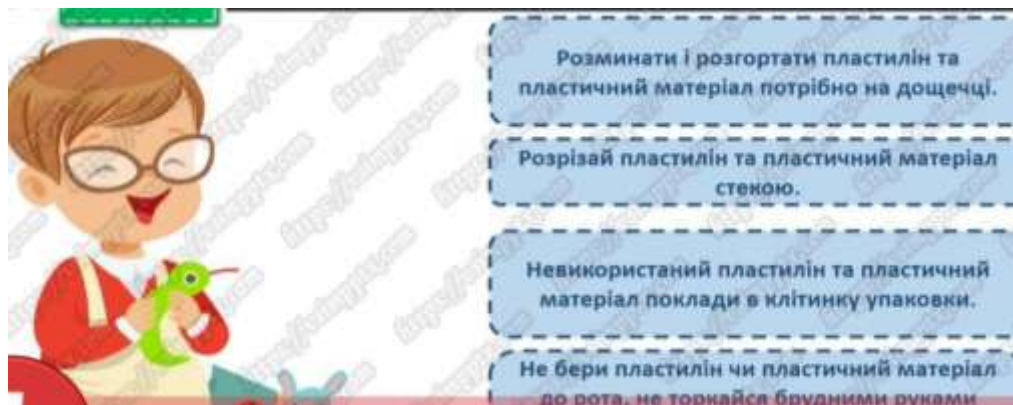 Розминати і розгортати пластилін та
пластичний матеріал потрібно на дощечці.
Розрізай пластилін та пластичний матеріал
стекою.
Невикористаний пластилін та пластичний
матеріал поклади в клітинку упаковки.
Не бери пластилін чи пластичний матеріал
до рота, не торкайся брудними руками